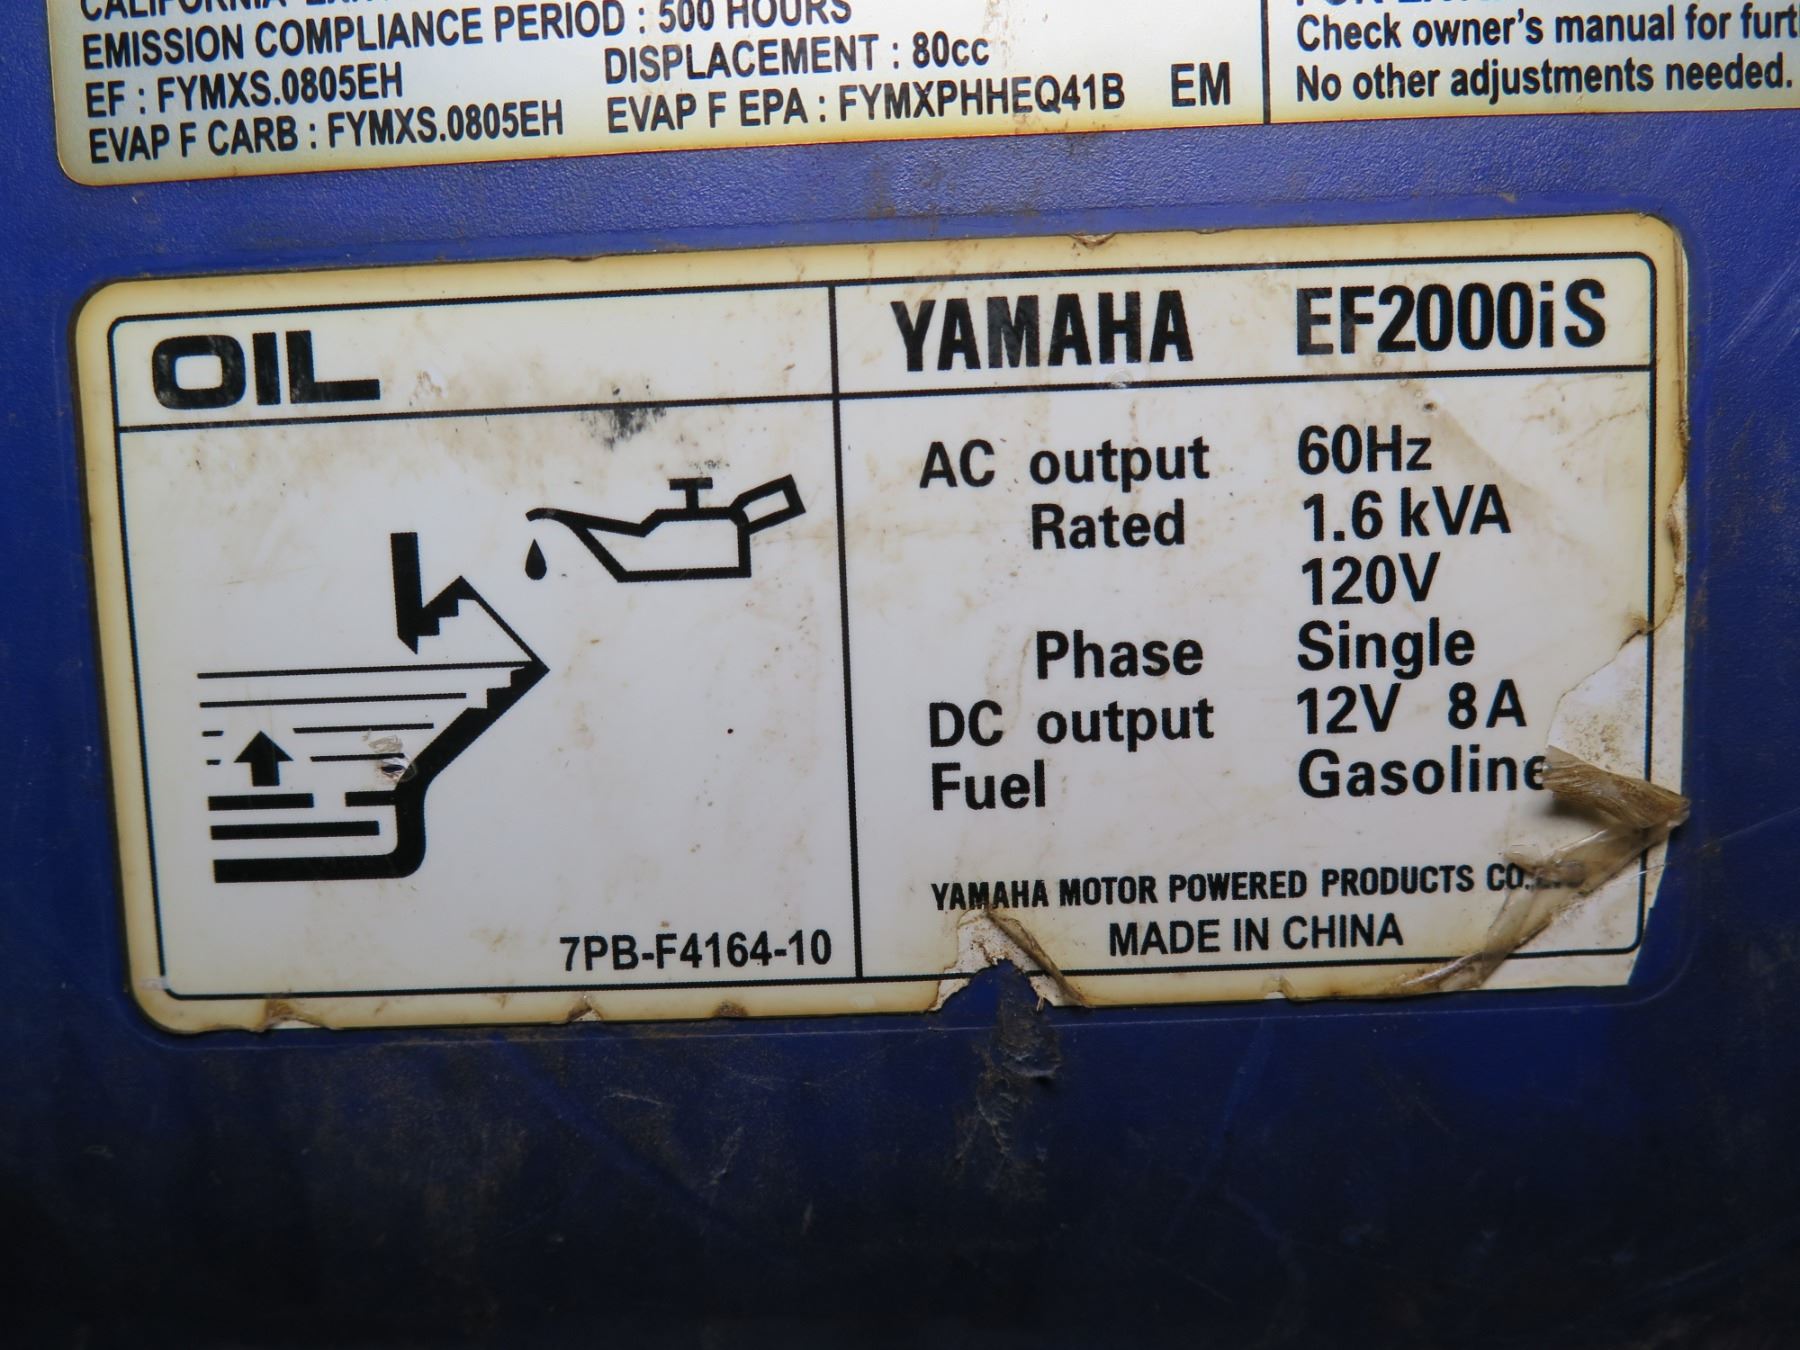 CALIFORNIA
EMISSION COMPLIANCE PERIOD : 500 HOURS
EF : FYMXS.0805EH DISPLACEMENT : 80cc
EVAP F CARB : FYMXS.0805EH EVAP F EPA : FYMXPHHEQ41B EM
Check owner's manual for
No other adjustments needed.
OIL
7PB-F4164-10
YAMAHA EF2000iS
AC output 60Hz
Rated 1.6 kVA
120V
Phase Single
DC output 12V 8A
Fuel Gasoline
YAMAHA MOTOR POWERED PRODUCTS CO.
MADE IN CHINA